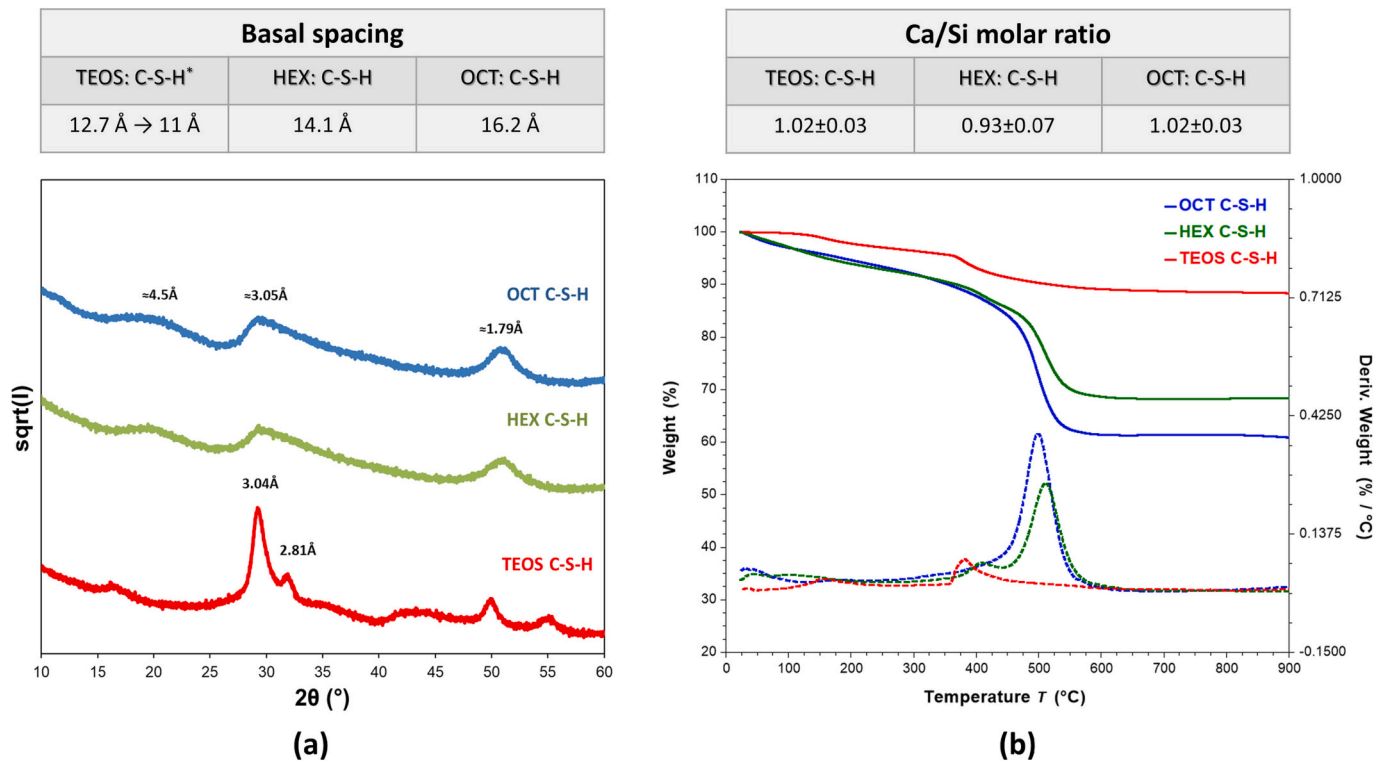 Basal spacing
TEOS: C-S-H* HEX: C-S-H OCT: C-S-H
12.7 Å → 11 Å 14.1 Å 16.2 Å
≈4.5Å
≈3.05Å
OCT C-S-H
≈1.79Å
HEX C-S-H
3.04Å
2.81Å
TEOS C-S-H
sqrt(I)
10 15 20 25 30 35 40 45 50 55 60
2θ (°)
(a)
Ca/Si molar ratio
TEOS: C-S-H HEX: C-S-H OCT: C-S-H
1.02±0.03 0.93±0.07 1.02±0.03
110
100
90
80
70
60
50
40
30
20
Weight (%)
OCT C-S-H
HEX C-S-H
TEOS C-S-H
1.0000
0.7125
0.4250
0.1375
-0.1500
Deriv. Weight (% / °C)
0 100 200 300 400 500 600 700 800 900
Temperature T (°C)
(b)